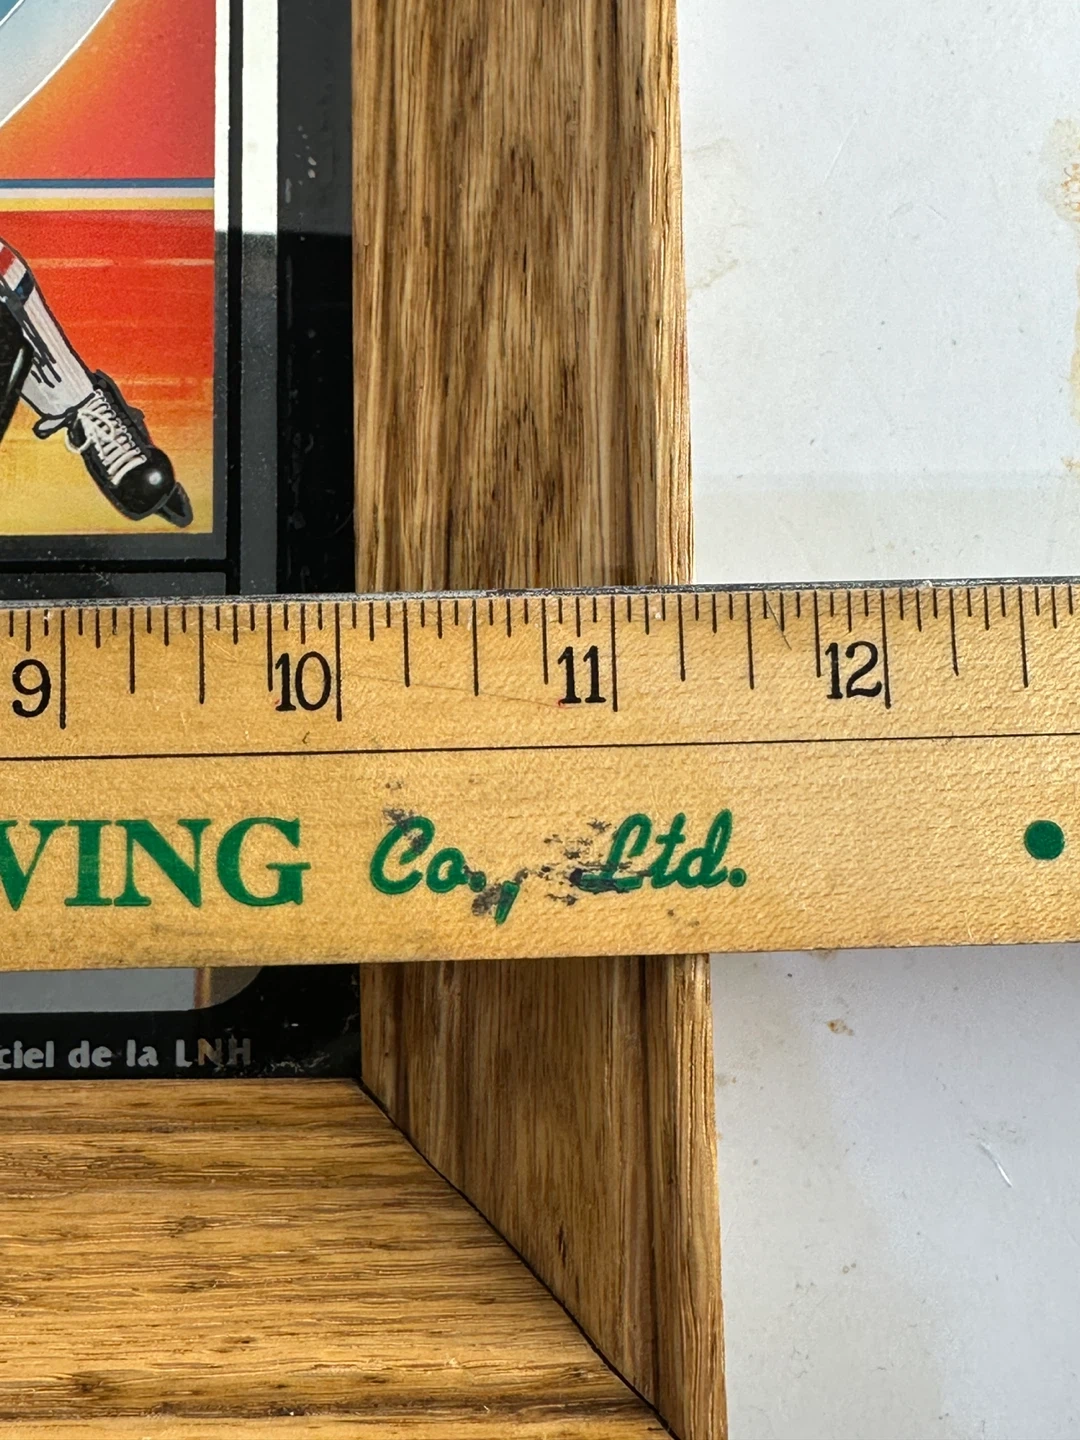 9 10 11 12
VING Co., Ltd.
ciel de la LNH